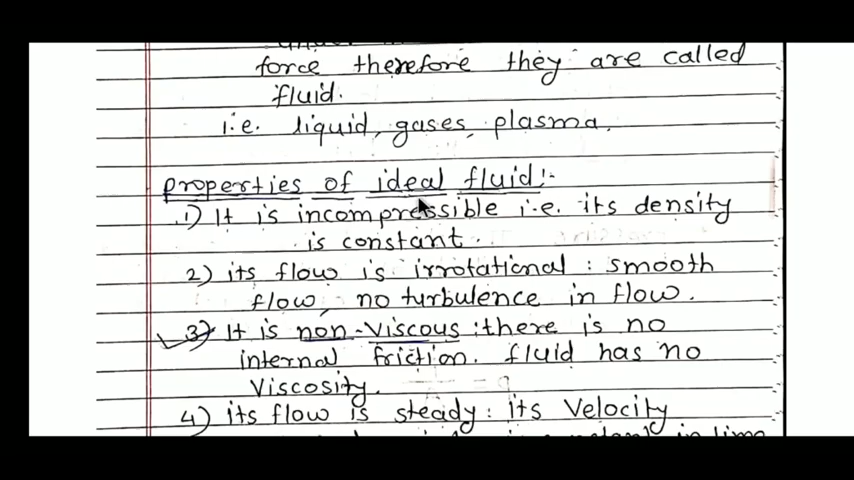 force therefore they are called
fluid.
i.e. liquid, gases, plasma.
properties of ideal fluid:-
1) It is incompressible i.e. its density
is constant.
2) its flow is irrotational : smooth
flow, no turbulence in flow.
3) It is non-Viscous : there is no
internal friction. fluid has no
Viscosity.
4) its flow is steady : its Velocity
in time